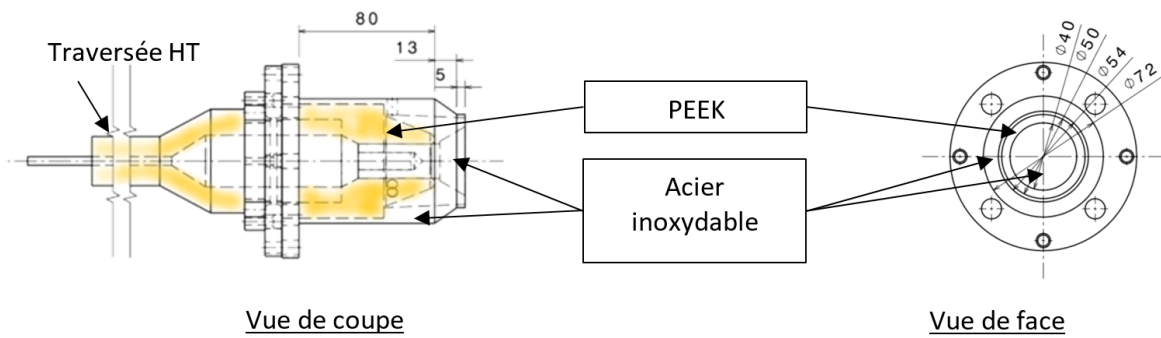 80
13
5
Traversée HT
PEEK
Acier
inoxydable
Φ40
Φ50
Φ54
Φ72
Vue de coupe
Vue de face